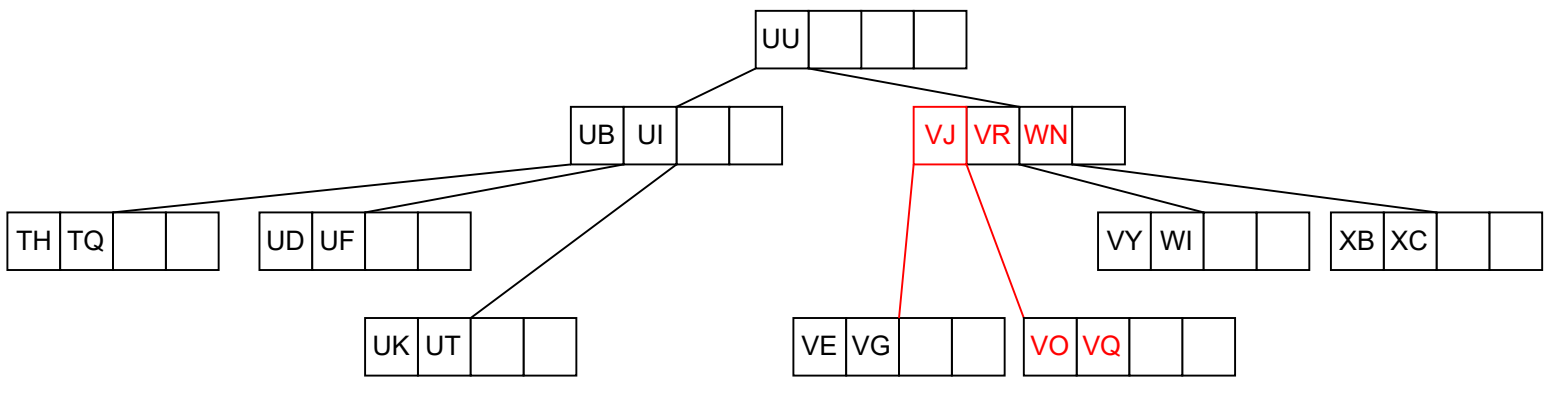 UU
UB UI VJ VR WN
TH TQ UD UF VY WI XB XC
UK UT VE VG VO VQ